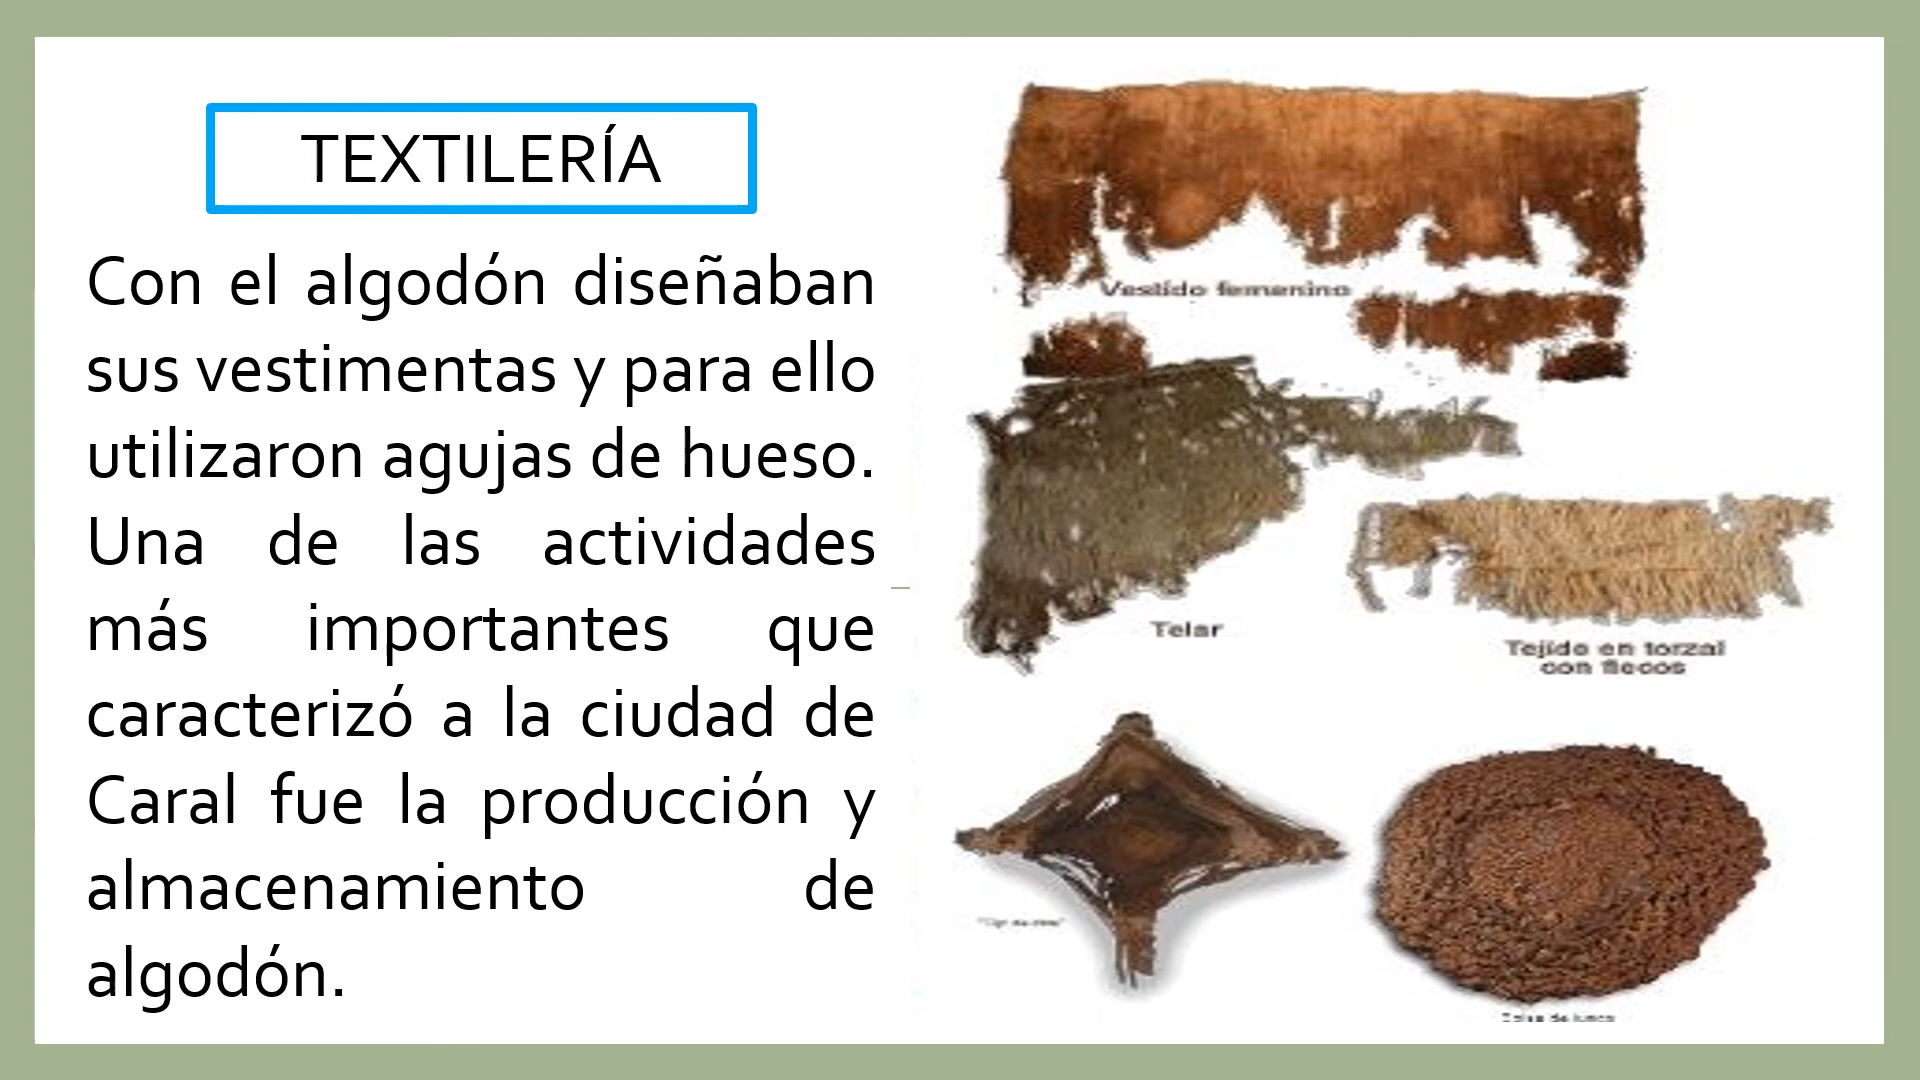 TEXTILERÍA
Con el algodón diseñaban
sus vestimentas y para ello
utilizaron agujas de hueso.
Una de las actividades
más importantes que
caracterizó a la ciudad de
Caral fue la producción y
almacenamiento de
algodón.
Vestido femenino
Telar
Tejido en torzal
con flecos
de junco